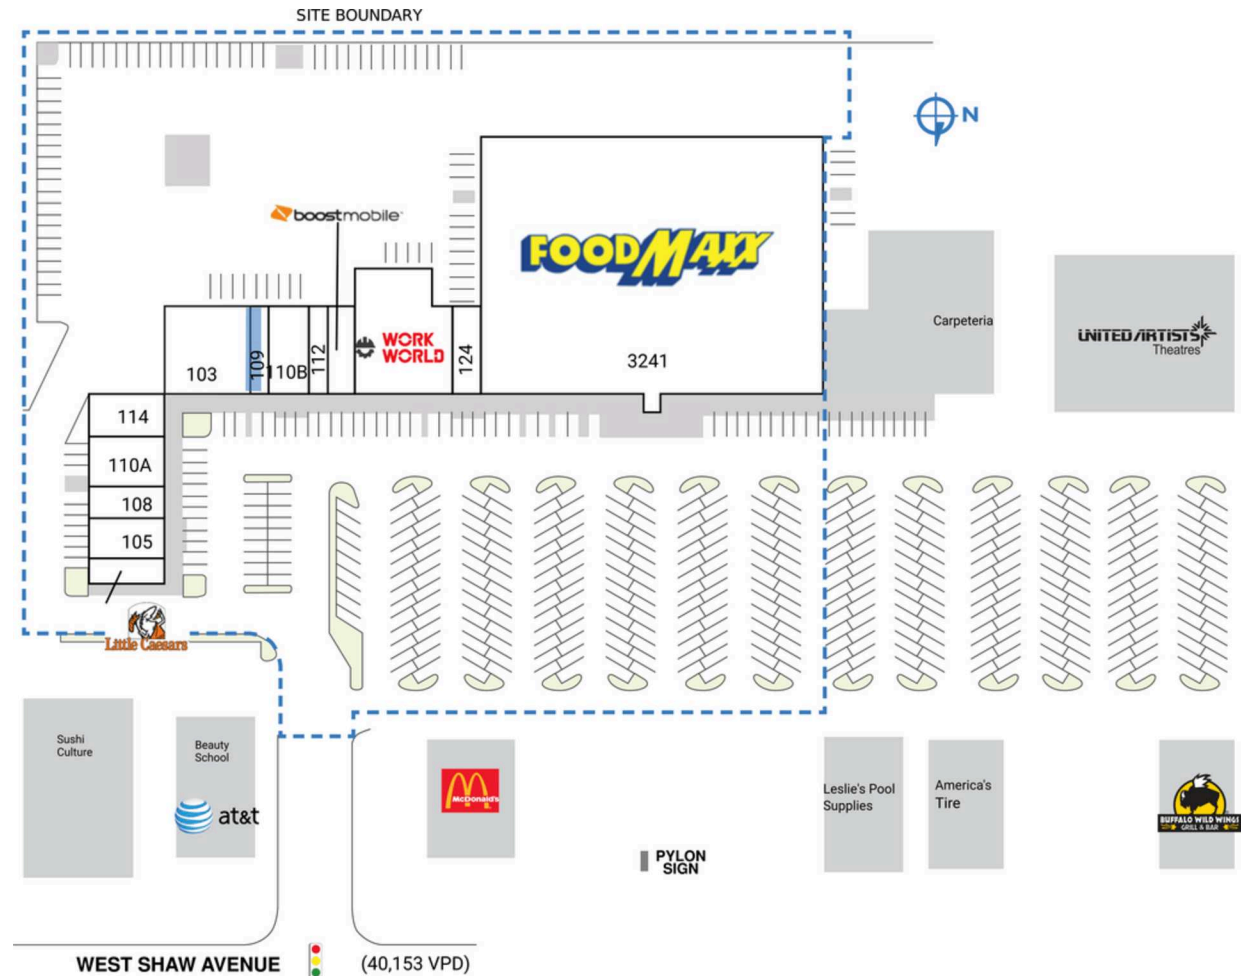 SITE BOUNDARY
N
boostmobile
FOODMAXX
WORK
WORLD
Carpeteria
UNITED ARTISTS
Theatres
103
109
110B
112
124
3241
114
110A
108
105
Little Caesars
Sushi
Culture
Beauty
School
at&t
McDonald's
Leslie's Pool
Supplies
America's
Tire
BUFFALO WILD WINGS
GRILL & BAR
PYLON
SIGN
WEST SHAW AVENUE (40,153 VPD)